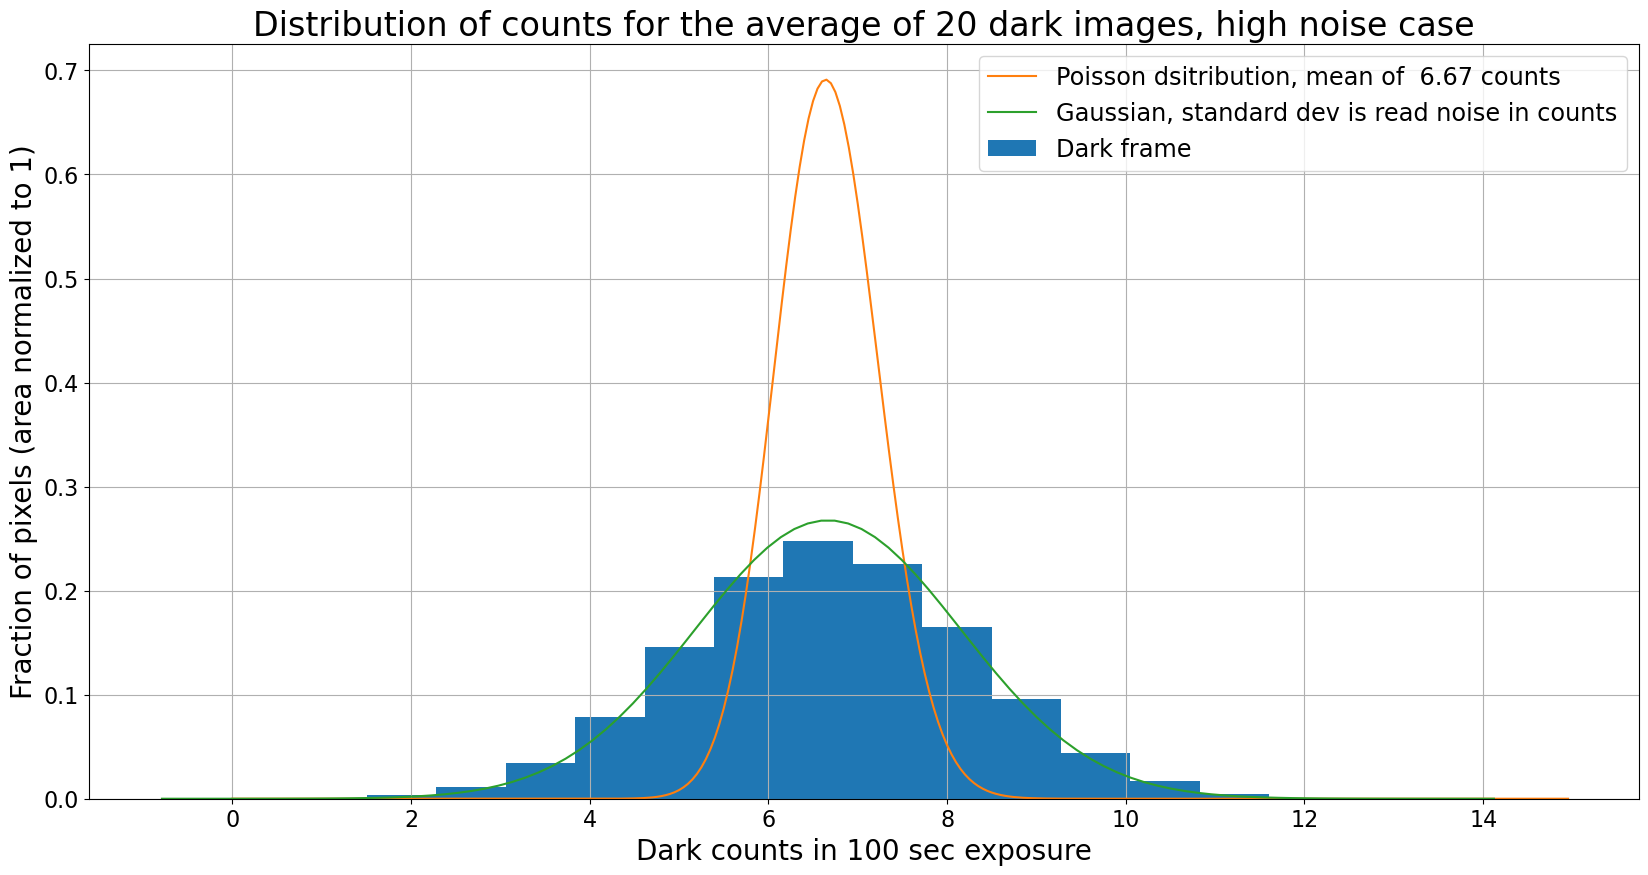 Distribution of counts for the average of 20 dark images, high noise case
Poisson dsitribution, mean of  6.67 counts
Gaussian, standard dev is read noise in counts
Dark frame
Fraction of pixels (area normalized to 1)
0.7
0.6
0.5
0.4
0.3
0.2
0.1
0.0
0 2 4 6 8 10 12 14
Dark counts in 100 sec exposure